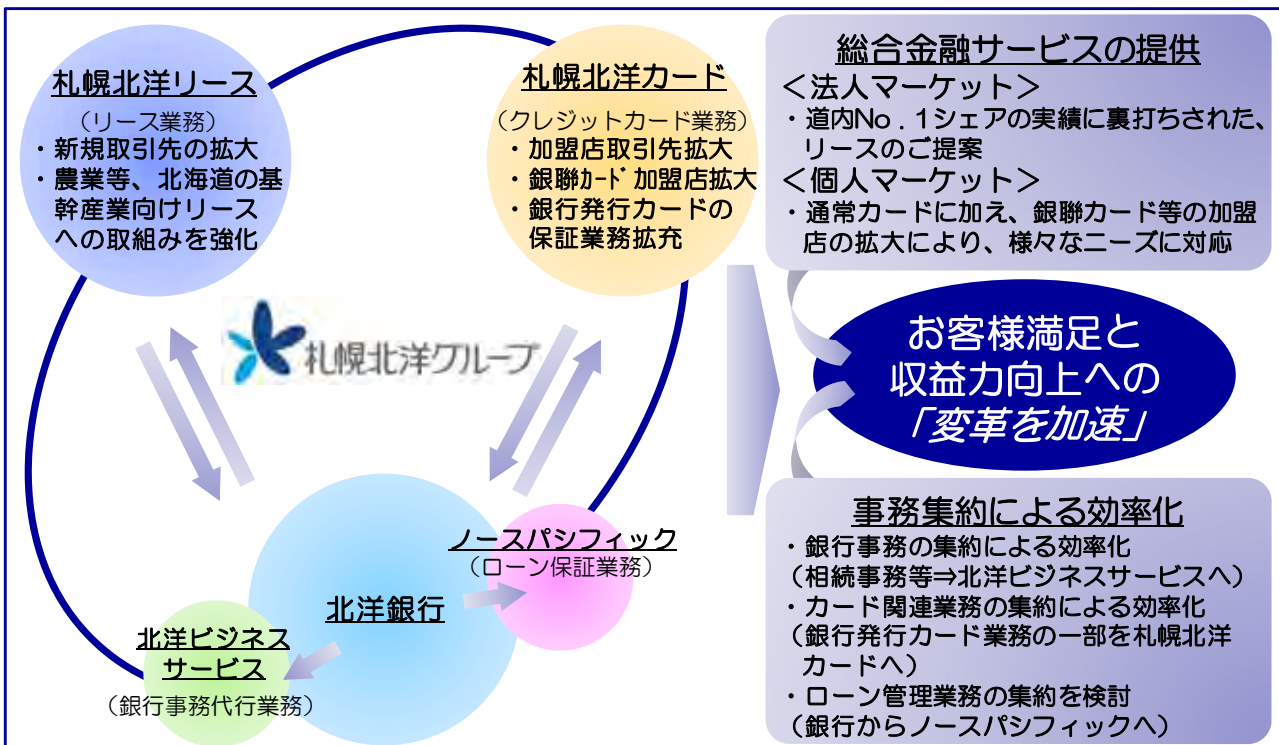 札幌北洋リース
（リース業務）
・新規取引先の拡大
・農業等、北海道の基
幹産業向けリース
への取組みを強化
札幌北洋カード
（クレジットカード業務）
・加盟店取引先拡大
・銀聯ｶｰﾄﾞ加盟店拡大
・銀行発行カードの
保証業務拡充
札幌北洋グループ
ノースパシフィック
（ローン保証業務）
北洋銀行
北洋ビジネス
サービス
（銀行事務代行業務）
総合金融サービスの提供
＜法人マーケット＞
・道内No．1シェアの実績に裏打ちされた、
リースのご提案
＜個人マーケット＞
・通常カードに加え、銀聯カード等の加盟
店の拡大により、様々なニーズに対応
お客様満足と
収益力向上への
「変革を加速」
事務集約による効率化
・銀行事務の集約による効率化
（相続事務等⇒北洋ビジネスサービスへ）
・カード関連業務の集約による効率化
（銀行発行カード業務の一部を札幌北洋
カードへ）
・ローン管理業務の集約を検討
（銀行からノースパシフィックへ）